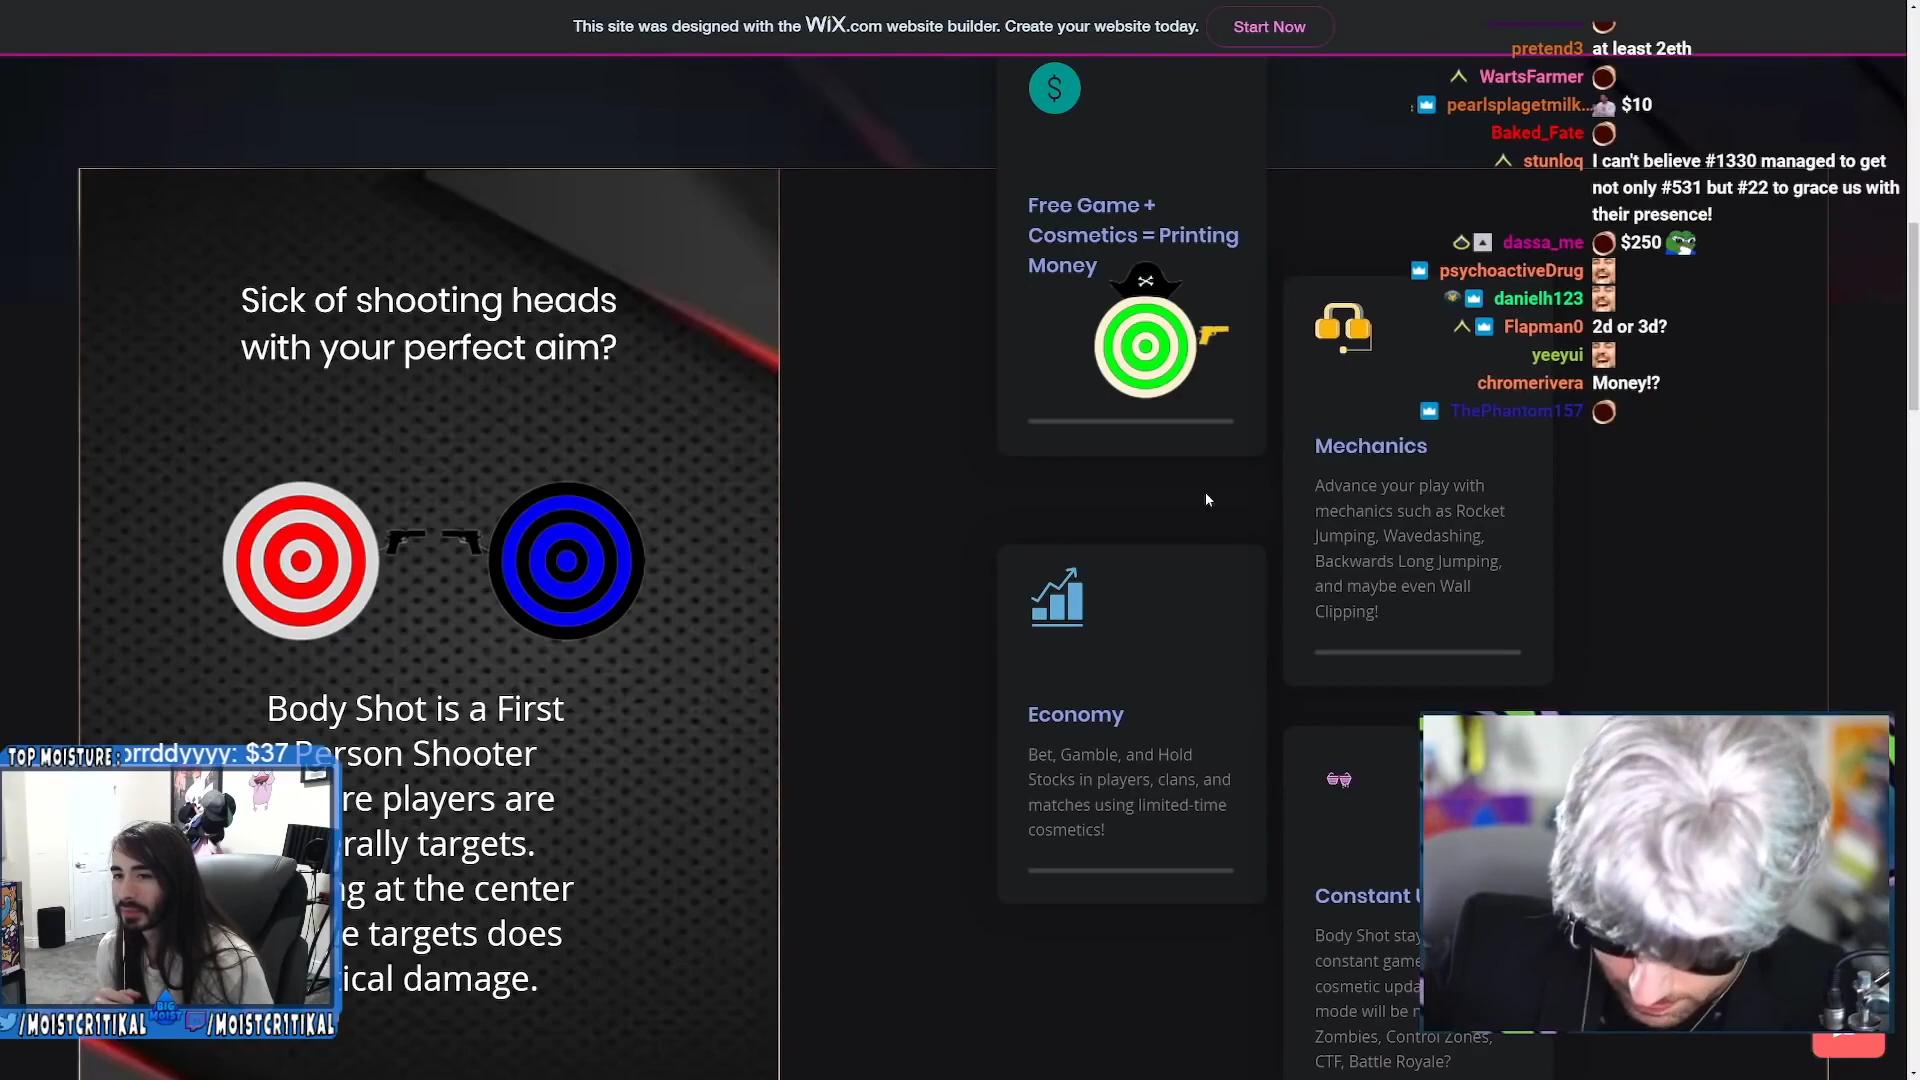 This site was designed with the WiX.com website builder. Create your website today.
Start Now
Free Game +
Cosmetics = Printing
Money
Sick of shooting heads
with your perfect aim?
Body Shot is a First
Person Shooter
re players are
rally targets.
ng at the center
e targets does
ical damage.
Mechanics
Advance your play with
mechanics such as Rocket
Jumping, Wavedashing,
Backwards Long Jumping,
and maybe even Wall
Clipping!
Economy
Bet, Gamble, and Hold
Stocks in players, clans, and
matches using limited-time
cosmetics!
Constant
Body Shot stay
constant game
cosmetic upda
mode will be
Zombies, Control Zones,
CTF, Battle Royale?
pretend3 at least 2eth
WartsFarmer
pearlsplagetmilk... $10
Baked_Fate
stunloq I can't believe #1330 managed to get
not only #531 but #22 to grace us with
their presence!
dassa_me $250
psychoactiveDrug
danielh123
Flapman0 2d or 3d?
yeeyui
chromerivera Money!?
ThePhantom157
TOP MOISTURE : orrddyyyy: $37
BIG
MOIST
/MOISTCR1TIKAL
/MOISTCR1TIKAL